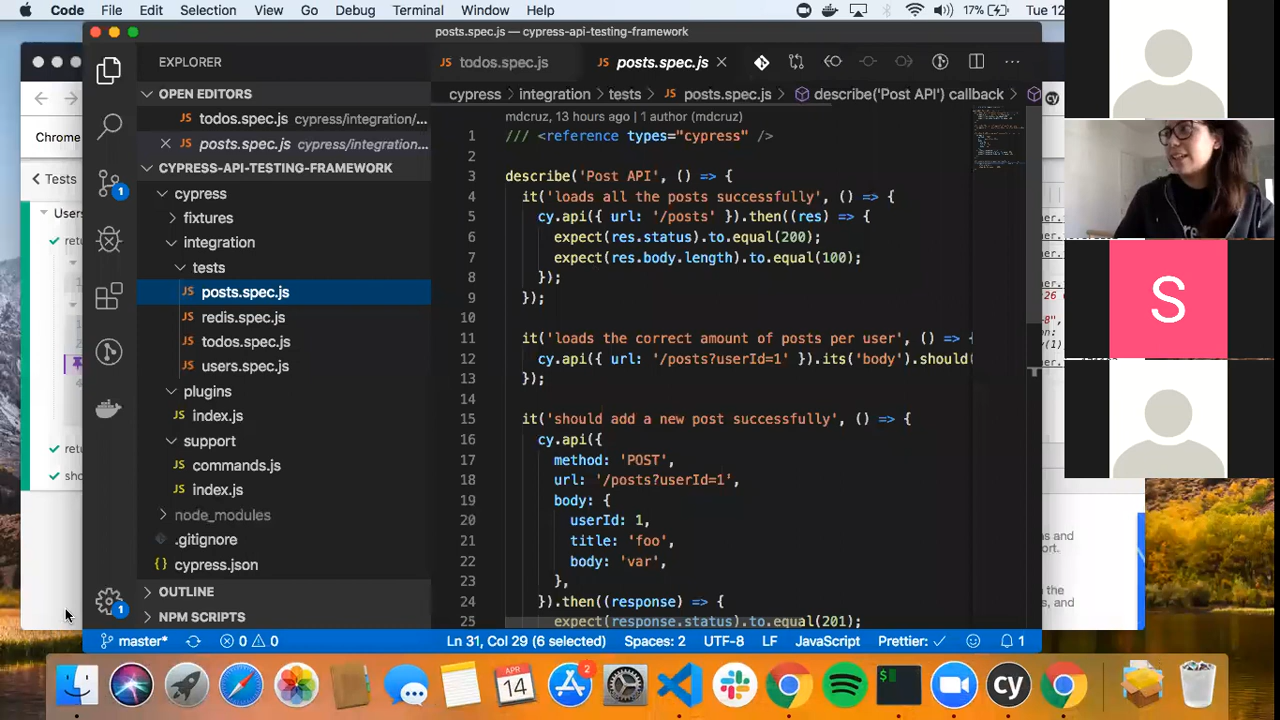 Code File Edit Selection View Go Debug Terminal Window Help 17% Tue 12
posts.spec.js — cypress-api-testing-framework
EXPLORER
JS todos.spec.js
JS posts.spec.js
cypress > integration > tests > JS posts.spec.js > describe('Post API') callback >
OPEN EDITORS
JS todos.spec.js cypress/integration/...
JS posts.spec.js cypress/integration...
CYPRESS-API-TESTING-FRAMEWORK
cypress
fixtures
integration
tests
JS posts.spec.js
JS redis.spec.js
JS todos.spec.js
JS users.spec.js
plugins
JS index.js
support
JS commands.js
JS index.js
node_modules
.gitignore
cypress.json
OUTLINE
NPM SCRIPTS
1
1
mdcruz, 13 hours ago | 1 author (mdcruz)
1 /// <reference types="cypress" />
2
3 describe('Post API', () => {
4 it('loads all the posts successfully', () => {
5 cy.api({ url: '/posts' }).then((res) => {
6 expect(res.status).to.equal(200);
7 expect(res.body.length).to.equal(100);
8 });
9 });
10
11 it('loads the correct amount of posts per user', () => {
12 cy.api({ url: '/posts?userId=1' }).its('body').should(
13 });
14
15 it('should add a new post successfully', () => {
16 cy.api({
17 method: 'POST',
18 url: '/posts?userId=1',
19 body: {
20 userId: 1,
21 title: 'foo',
22 body: 'var',
23 },
24 }).then((response) => {
25 expect(response.status).to.equal(201);
master* 0 0 Ln 31, Col 29 (6 selected) Spaces: 2 UTF-8 LF JavaScript Prettier: 1
Chrome
< Tests
Users
retu
retu
sho
cy
S
APR
14
2
$
cy